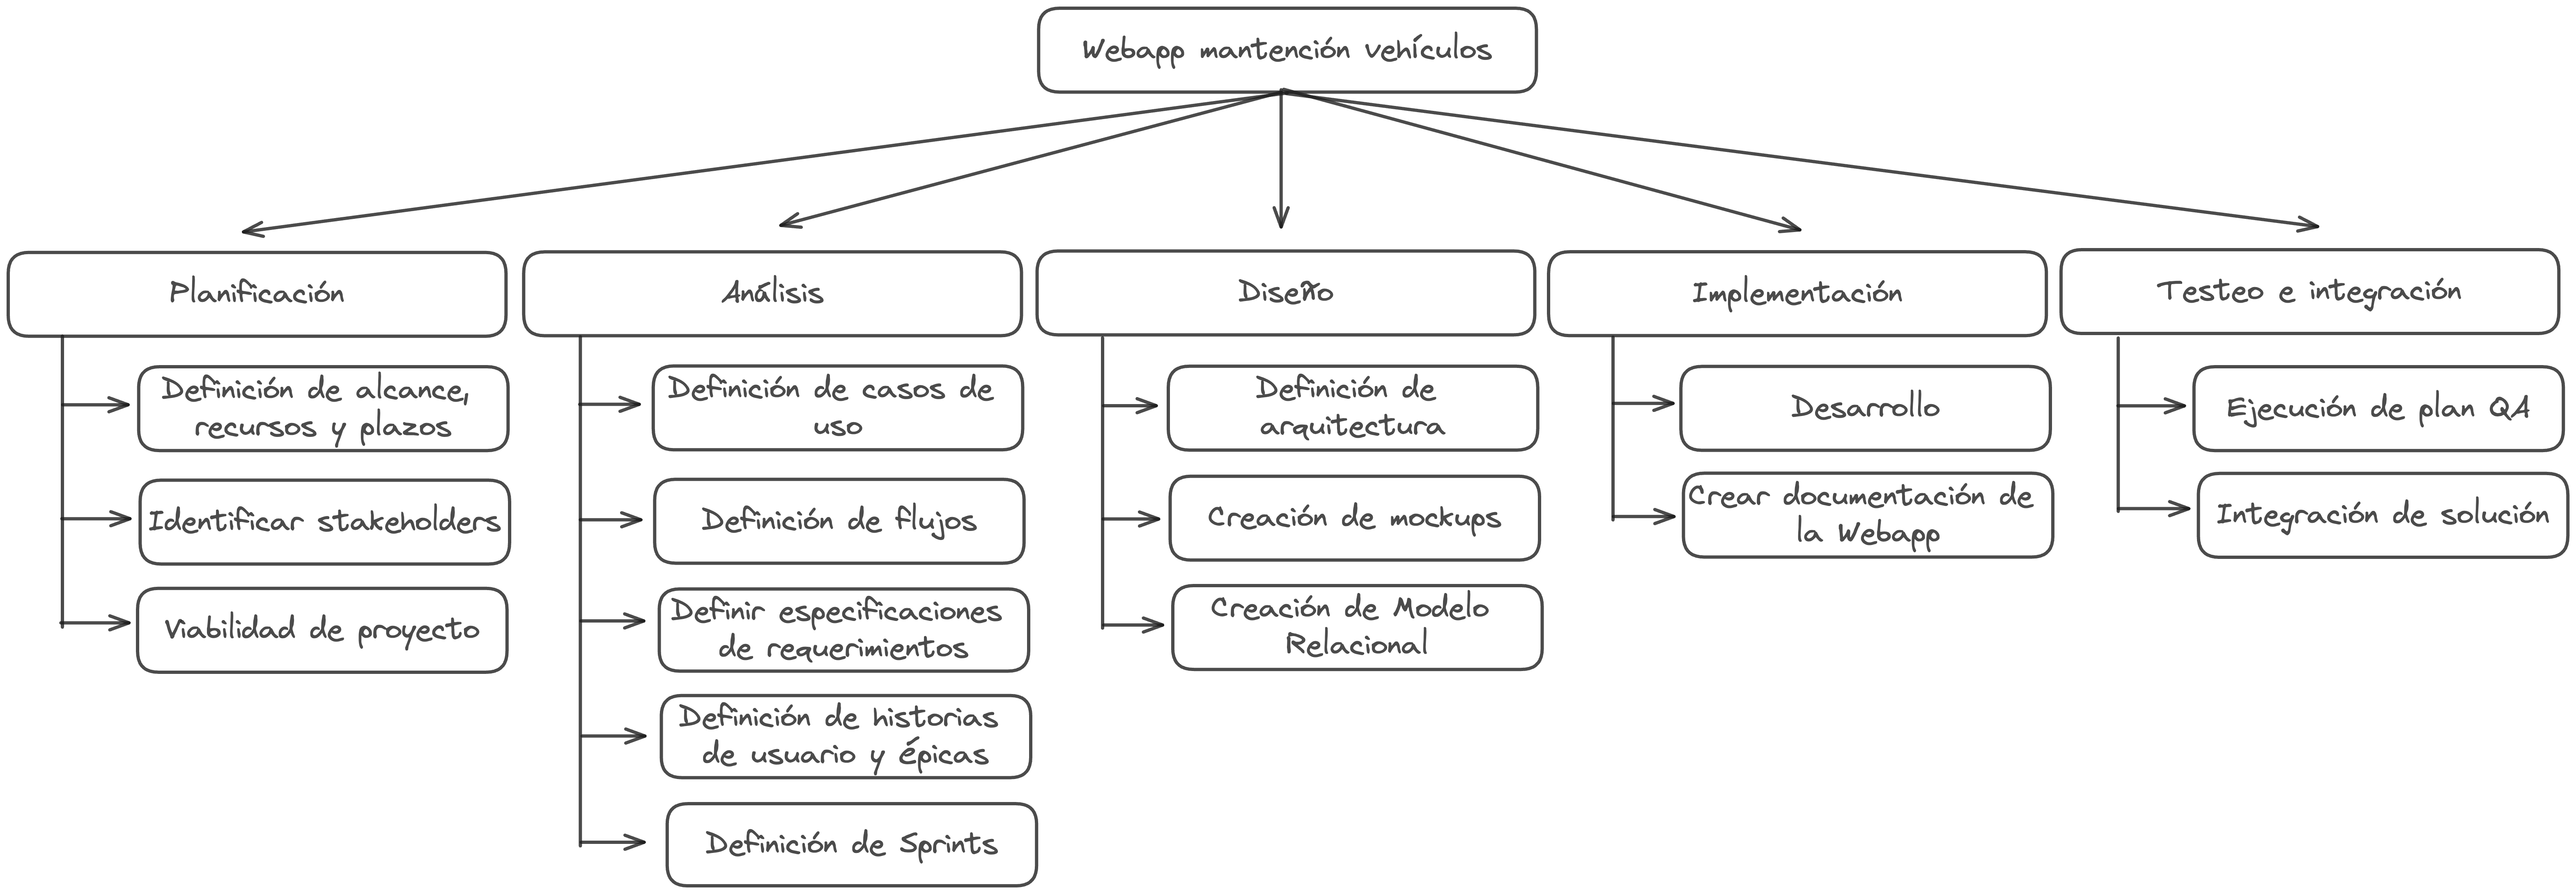 Webapp mantención vehículos
Planificación
Definición de alcance,
recursos y plazos
Identificar stakeholders
Viabilidad de proyecto
Análisis
Definición de casos de
uso
Definición de flujos
Definir especificaciones
de requerimientos
Definición de historias
de usuario y épicas
Definición de Sprints
Diseño
Definición de
arquitectura
Creación de mockups
Creación de Modelo
Relacional
Implementación
Desarrollo
Crear documentación de
la Webapp
Testeo e integración
Ejecución de plan QA
Integración de solución